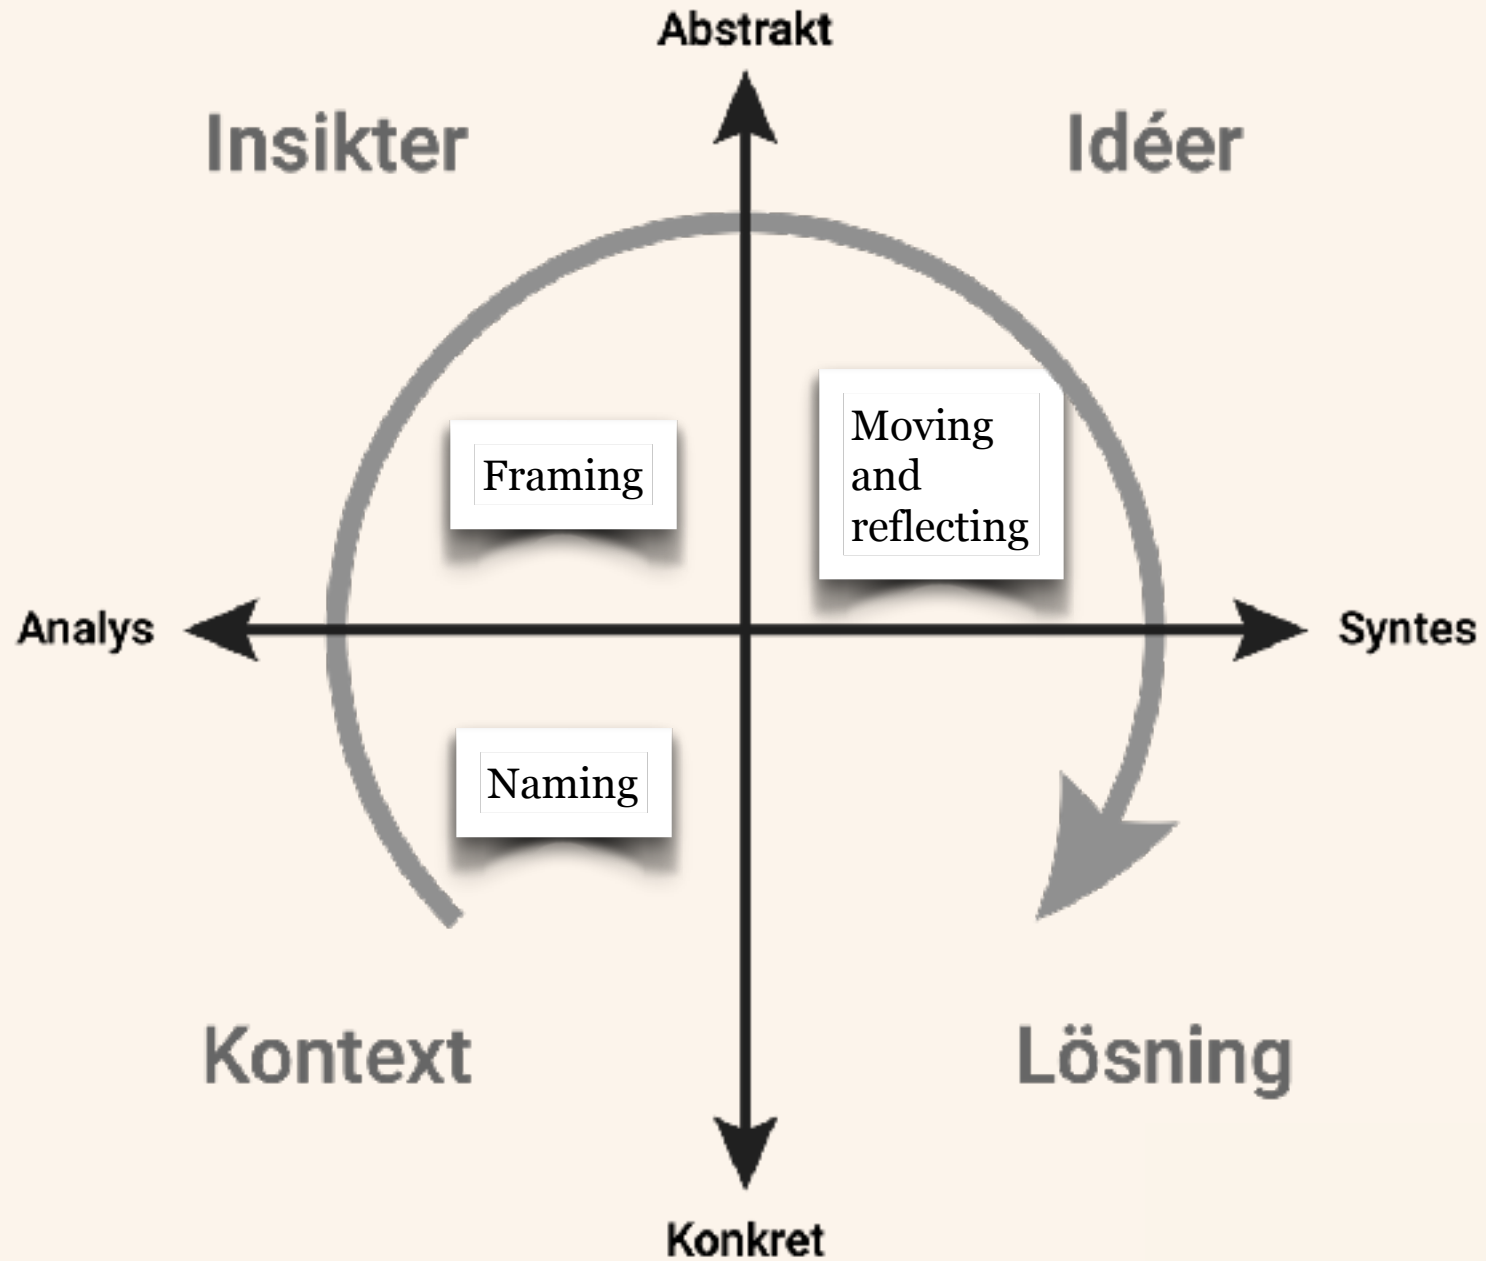 Abstrakt
Insikter
Idéer
Framing
Moving
and
reflecting
Analys
Syntes
Naming
Kontext
Lösning
Konkret